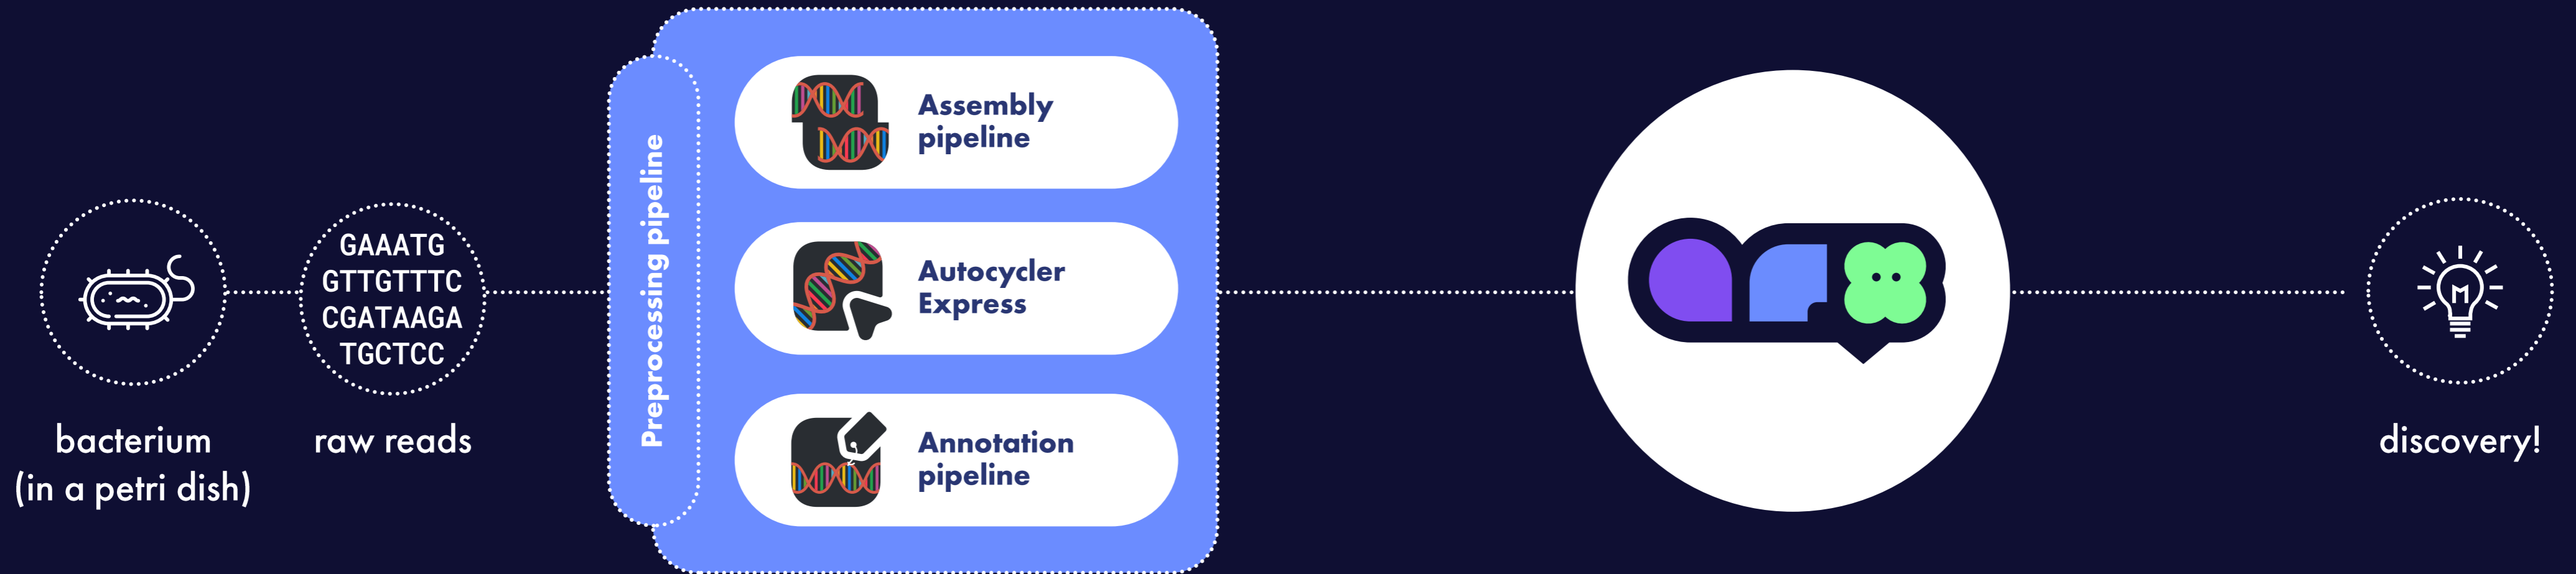 bacterium
(in a petri dish)
GAAATG
GTTGTTTC
CGATAAGA
TGCTCC
raw reads
Preprocessing pipeline
Assembly
pipeline
Autocycler
Express
Annotation
pipeline
M
discovery!